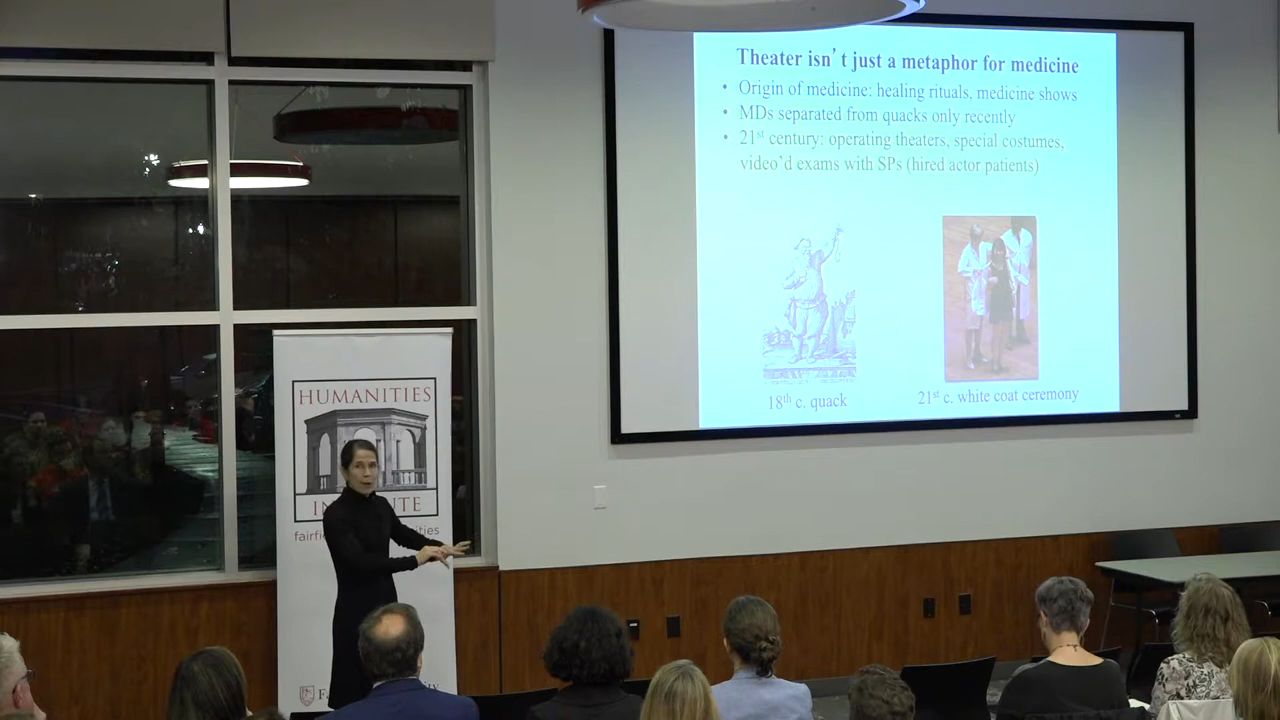 Theater isn't just a metaphor for medicine
• Origin of medicine: healing rituals, medicine shows
• MDs separated from quacks only recently
• 21st century: operating theaters, special costumes,
video'd exams with SPs (hired actor patients)
18th c. quack
21st c. white coat ceremony
HUMANITIES